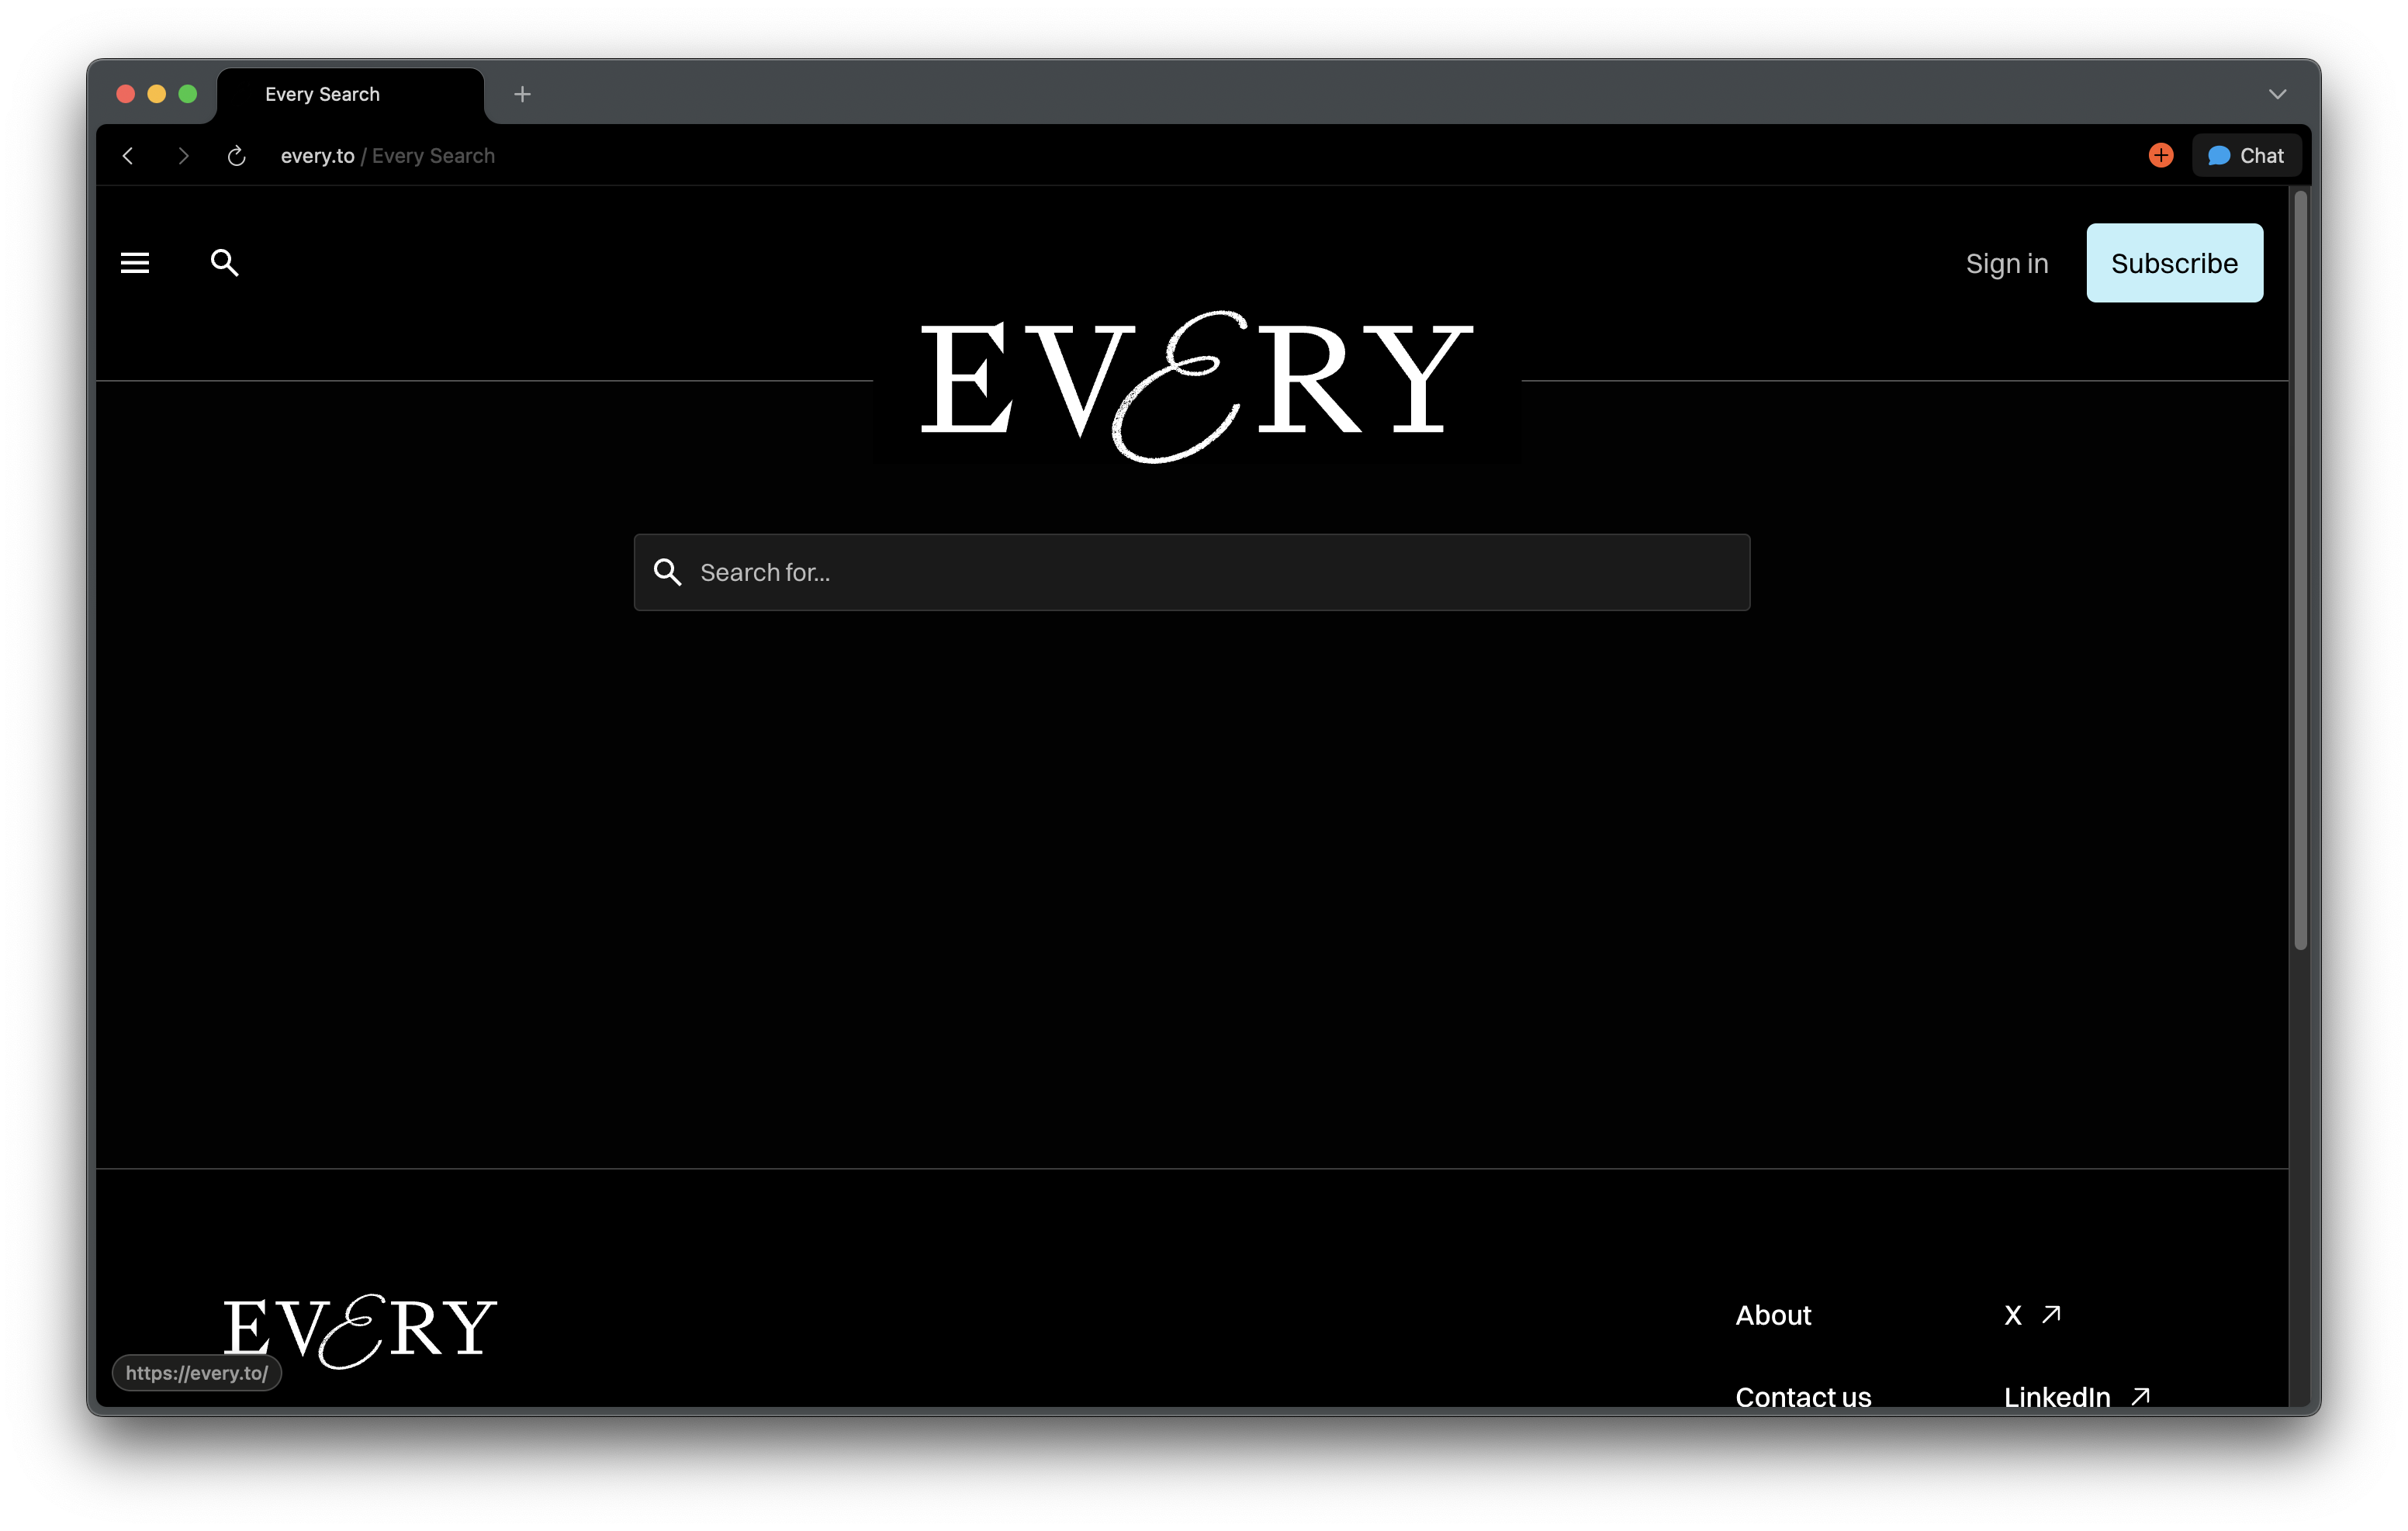 Every Search
every.to / Every Search
Chat
Sign in
Subscribe
EVERY
Search for...
EVERY
About
X
Contact us
LinkedIn
https://every.to/